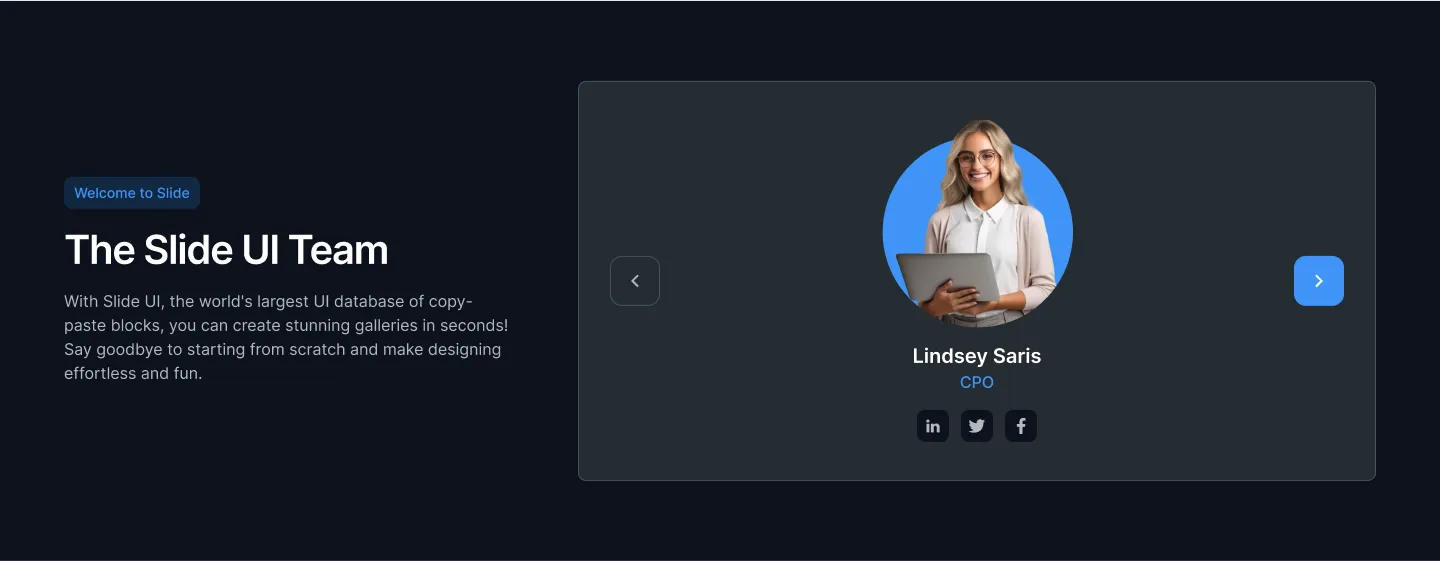 Welcome to Slide
The Slide UI Team
With Slide UI, the world's largest UI database of copy-
paste blocks, you can create stunning galleries in seconds!
Say goodbye to starting from scratch and make designing
effortless and fun.
Lindsey Saris
CPO
in